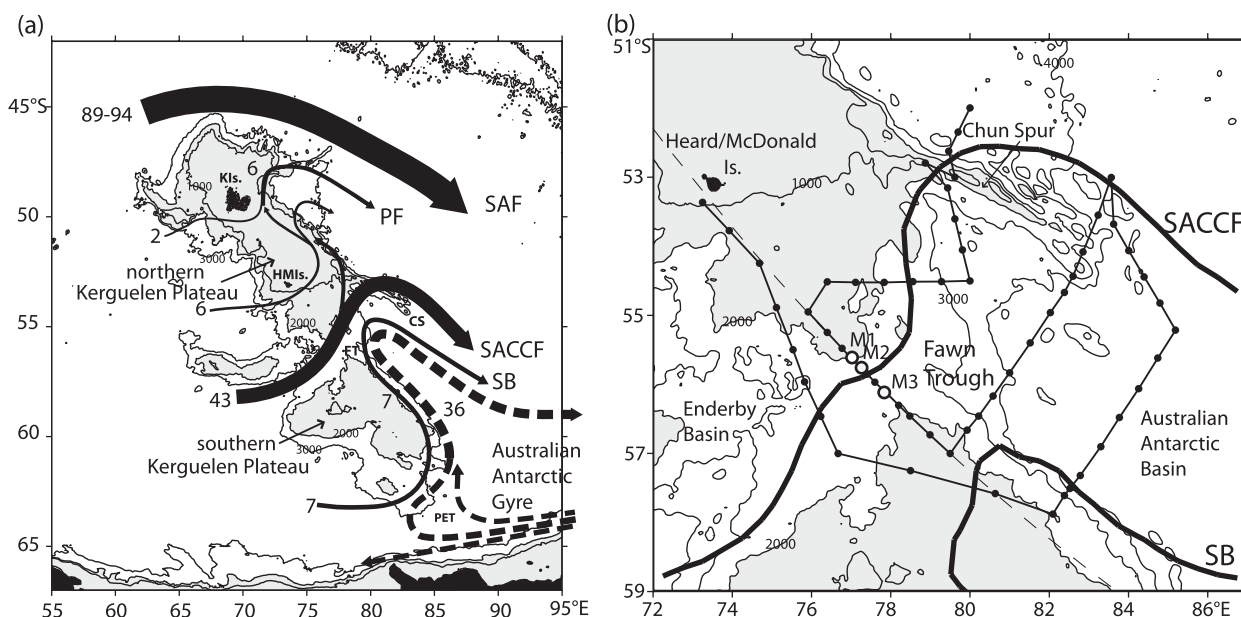 (a)
45°S
50
55
60
65
55
60
65
70
75
80
85
90
95°E
89-94
SAF
6
KIs.
1000
PF
2
3000
northern
Kerguelen Plateau
HMIs.
6
2000
CS
SACCF
FT
SB
43
7
36
southern
Kerguelen Plateau
2000
3000
Australian
Antarctic
Gyre
7
PET
(b)
51°S
53
55
57
59
72
74
76
78
80
82
84
86°E
4000
Chun Spur
Heard/McDonald
Is.
1000
SACCF
3000
2000
M1
M2
M3
Fawn
Trough
Enderby
Basin
Australian
Antarctic
Basin
2000
SB